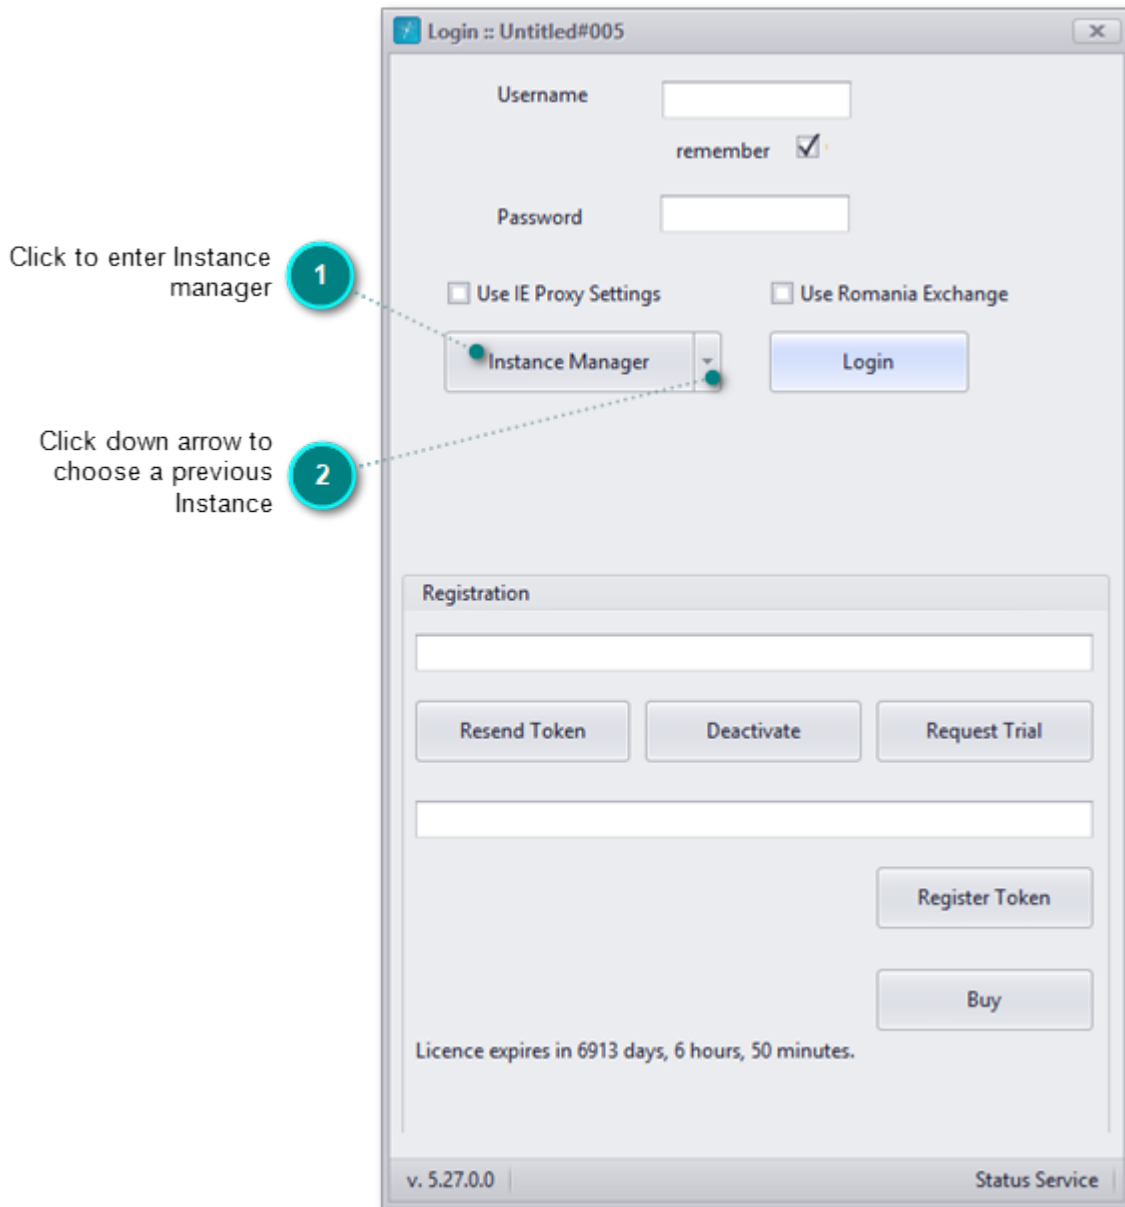 Login :: Untitled#005
Username
remember
Password
Click to enter Instance
manager
1
Use IE Proxy Settings
Use Romania Exchange
Instance Manager
Login
Click down arrow to
choose a previous
Instance
2
Registration
Resend Token
Deactivate
Request Trial
Register Token
Buy
Licence expires in 6913 days, 6 hours, 50 minutes.
v. 5.27.0.0
Status Service